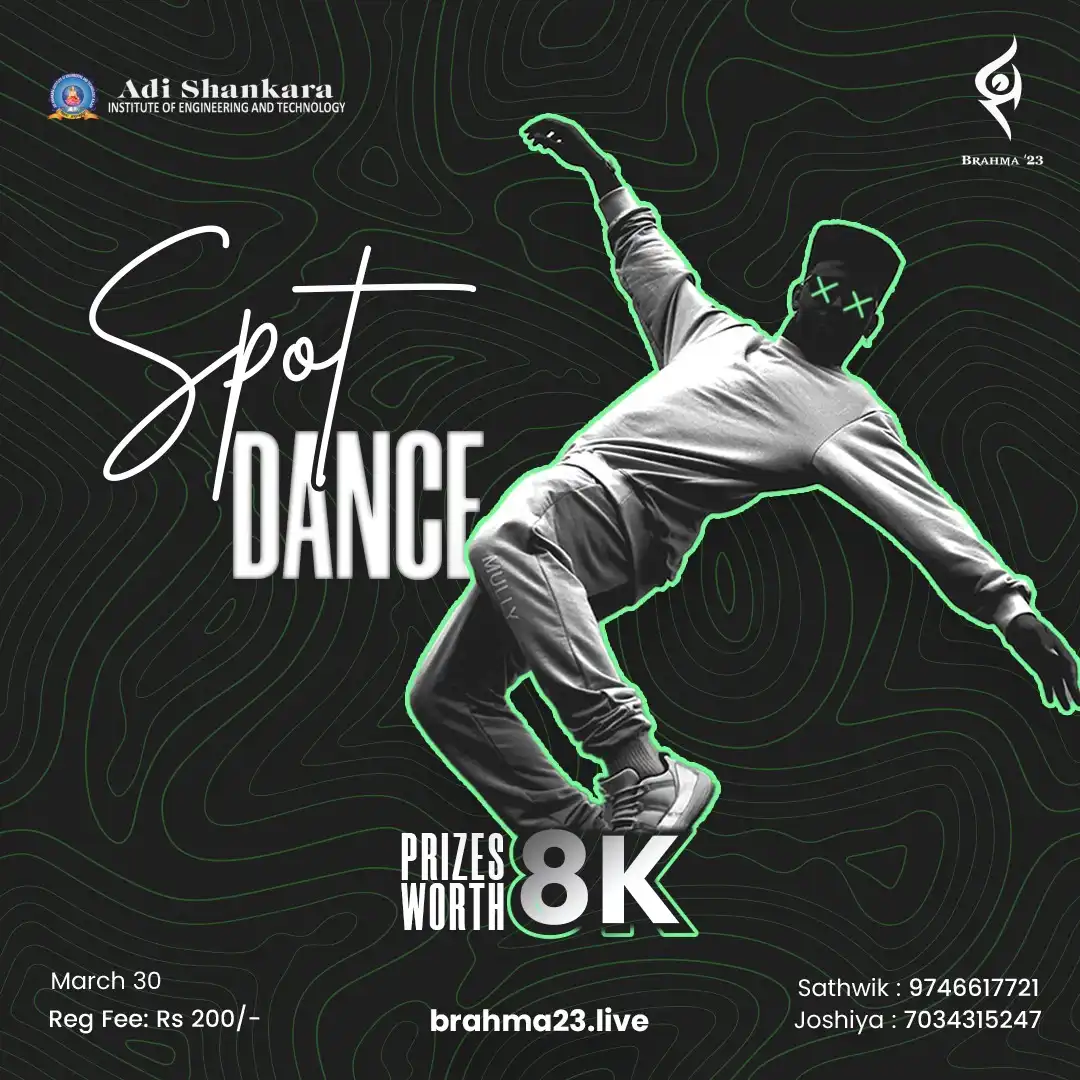 Adi Shankara
INSTITUTE OF ENGINEERING AND TECHNOLOGY
BRAHMA '23
Spot
DANCE
MULLY
PRIZES
WORTH
8K
March 30
Reg Fee: Rs 200/-
brahma23.live
Sathwik : 9746617721
Joshiya : 7034315247